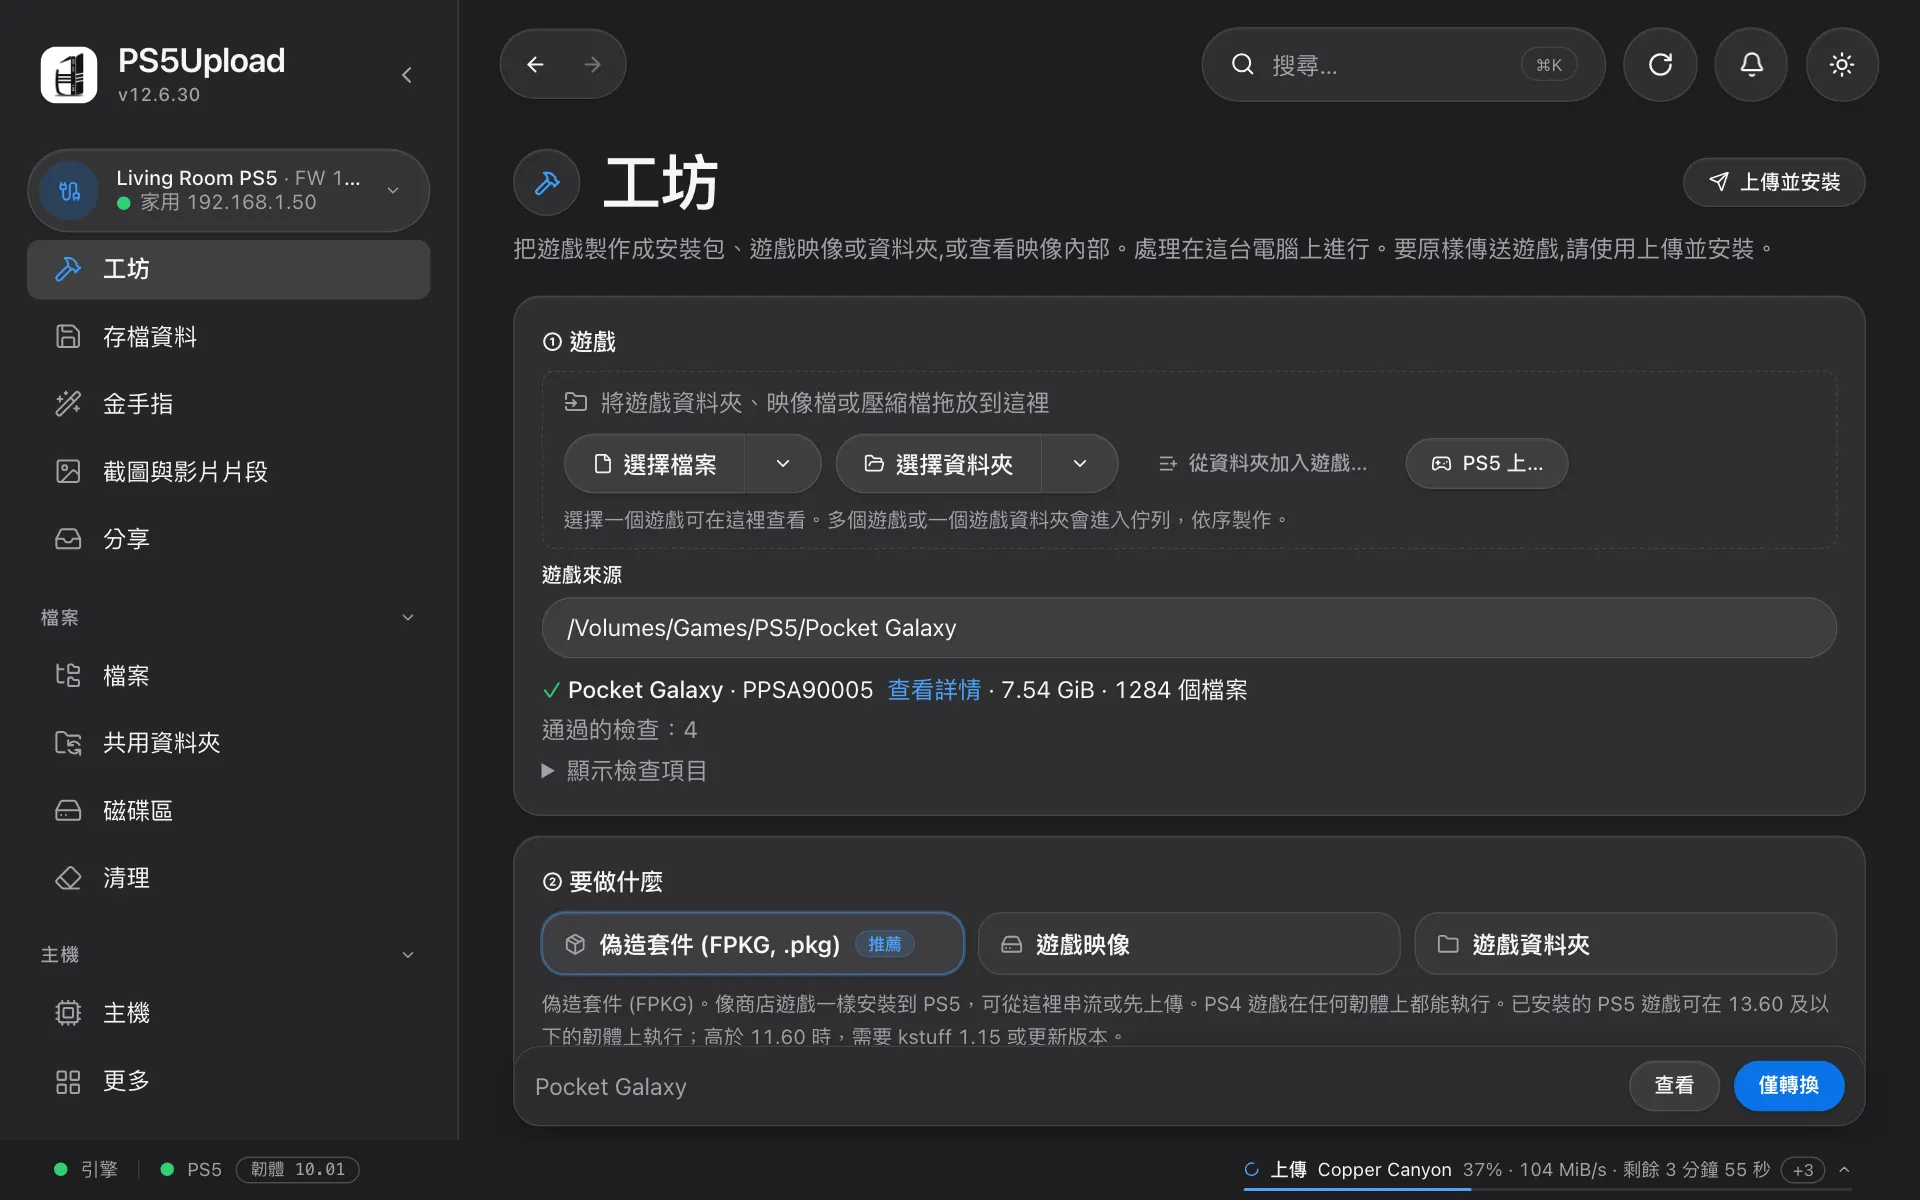 PS5Upload
v12.6.30
Living Room PS5 · FW 1...
家用 192.168.1.50
工坊
存檔資料
金手指
截圖與影片片段
分享
檔案
檔案
共用資料夾
磁碟區
清理
主機
主機
更多
搜尋...
⌘K
工坊
上傳並安裝
把遊戲製作成安裝包、遊戲映像或資料夾,或查看映像內部。處理在這台電腦上進行。要原樣傳送遊戲,請使用上傳並安裝。
① 遊戲
將遊戲資料夾、映像檔或壓縮檔拖放到這裡
選擇檔案
選擇資料夾
從資料夾加入遊戲...
PS5 上...
選擇一個遊戲可在這裡查看。多個遊戲或一個遊戲資料夾會進入佇列，依序製作。
遊戲來源
/Volumes/Games/PS5/Pocket Galaxy
Pocket Galaxy · PPSA90005 查看詳情 · 7.54 GiB · 1284 個檔案
通過的檢查：4
顯示檢查項目
② 要做什麼
偽造套件 (FPKG, .pkg) 推薦
遊戲映像
遊戲資料夾
偽造套件 (FPKG)。像商店遊戲一樣安裝到 PS5，可從這裡串流或先上傳。PS4 遊戲在任何韌體上都能執行。已安裝的 PS5 遊戲可在 13.60 及以
下的韌體上執行；高於 11.60 時，需要 kstuff 1.15 或更新版本。
Pocket Galaxy
查看
僅轉換
引擎
PS5
韌體 10.01
上傳 Copper Canyon 37% · 104 MiB/s · 剩餘 3 分鐘 55 秒 +3